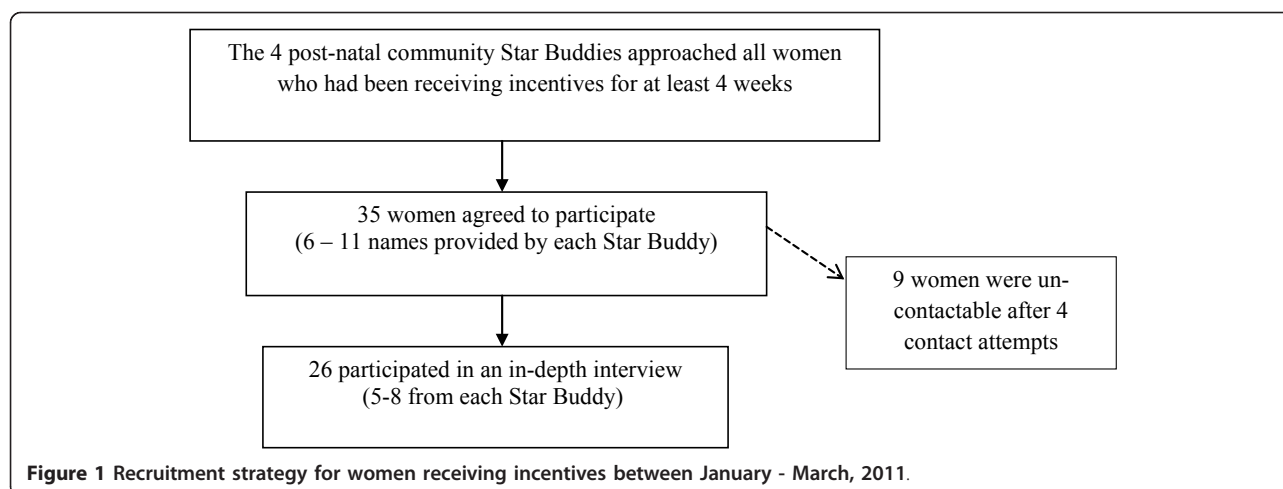 The 4 post-natal community Star Buddies approached all women
who had been receiving incentives for at least 4 weeks
35 women agreed to participate
(6 – 11 names provided by each Star Buddy)
9 women were un-
contactable after 4
contact attempts
26 participated in an in-depth interview
(5-8 from each Star Buddy)
Figure 1 Recruitment strategy for women receiving incentives between January - March, 2011.